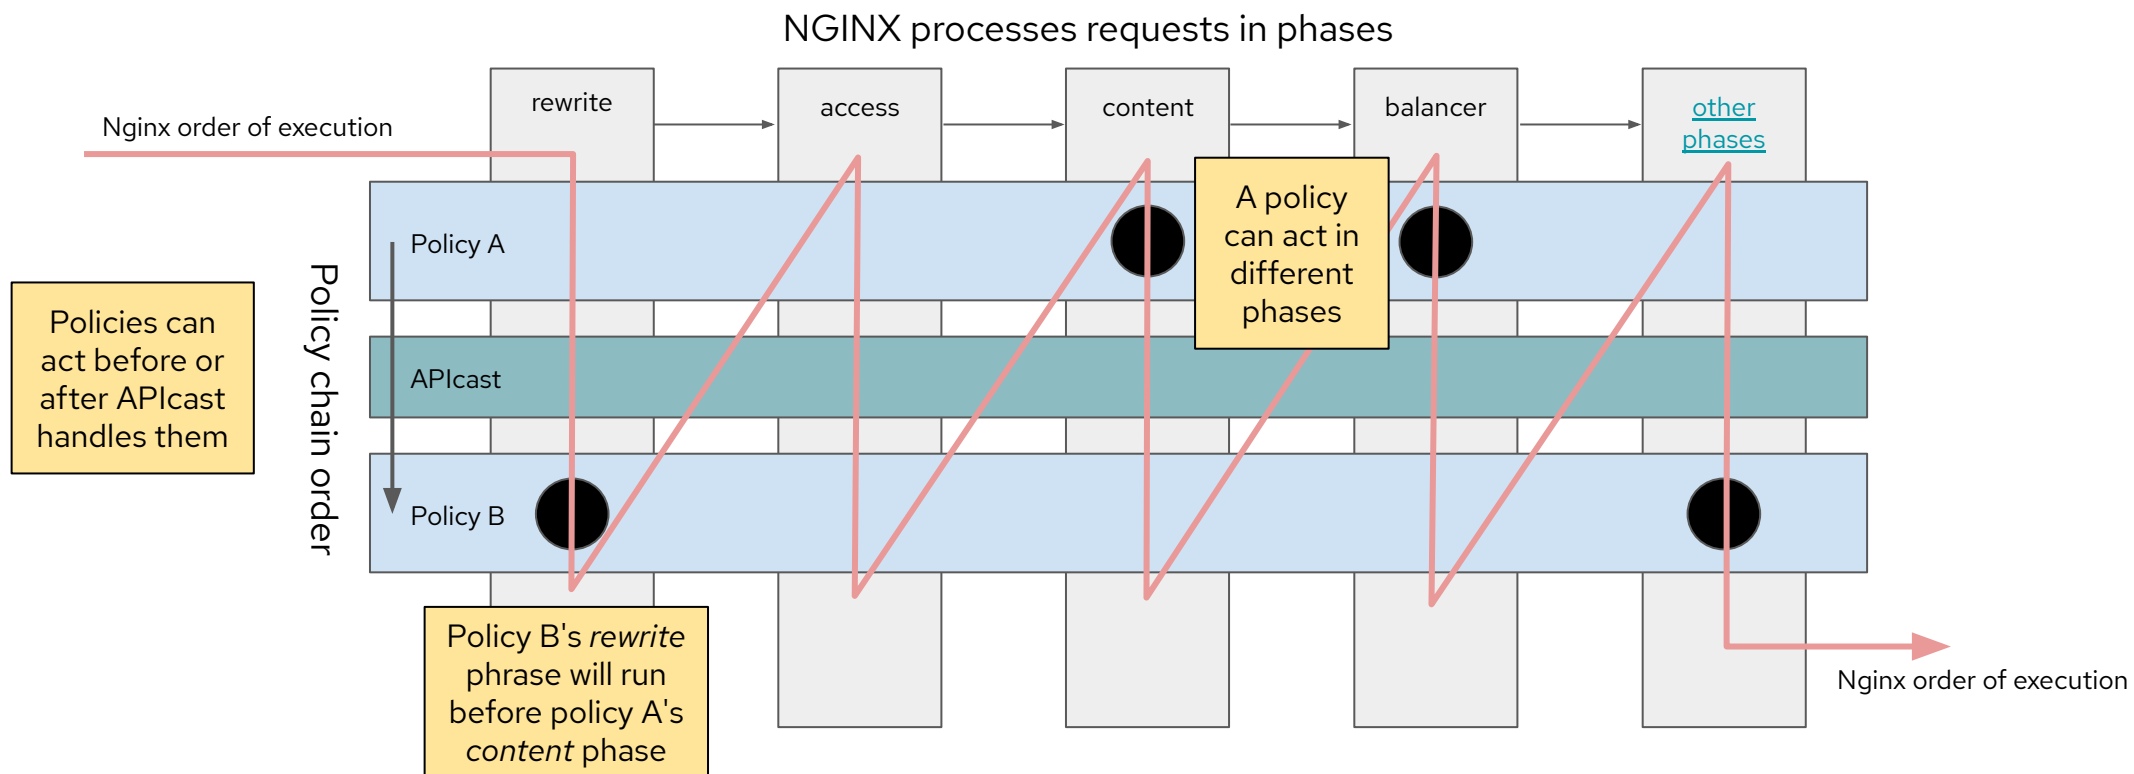 NGINX processes requests in phases
rewrite
access
content
balancer
other
phases
Nginx order of execution
Policy A
A policy
can act in
different
phases
Policies can
act before or
after APIcast
handles them
Policy chain order
APIcast
Policy B
Policy B's rewrite
phrase will run
before policy A's
content phase
Nginx order of execution